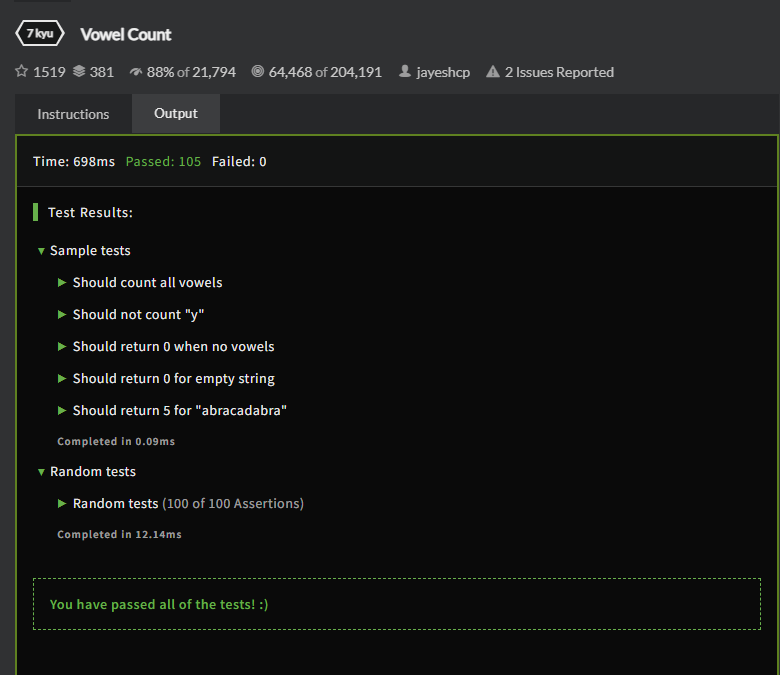 7 kyu Vowel Count
1519 381 88% of 21,794 64,468 of 204,191 jayeshcp 2 Issues Reported
Instructions Output
Time: 698ms Passed: 105 Failed: 0
Test Results:
Sample tests
Should count all vowels
Should not count "y"
Should return 0 when no vowels
Should return 0 for empty string
Should return 5 for "abracadabra"
Completed in 0.09ms
Random tests
Random tests (100 of 100 Assertions)
Completed in 12.14ms
You have passed all of the tests! :)